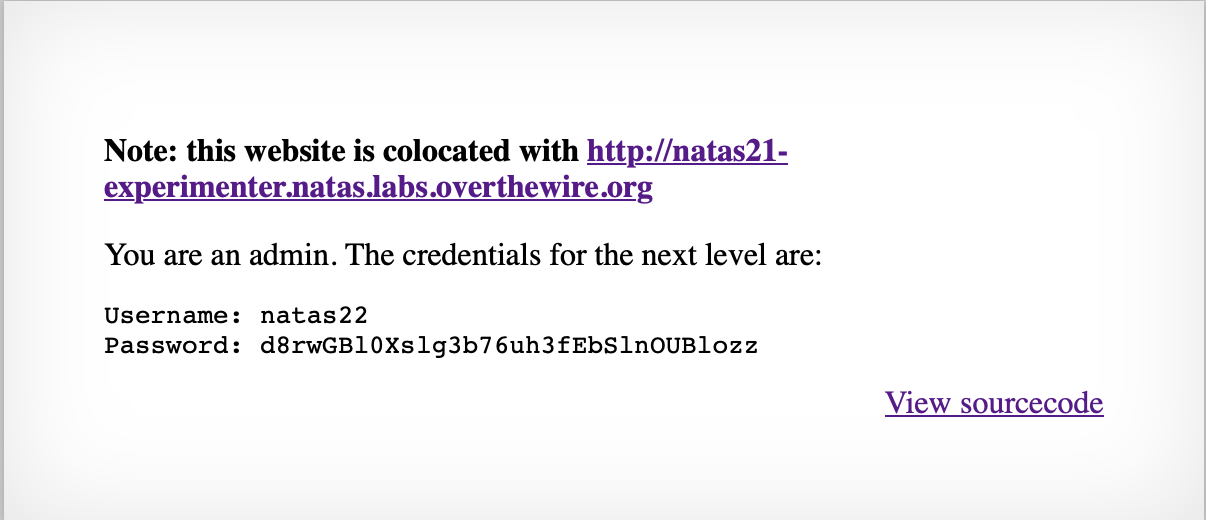 Note: this website is colocated with http://natas21-
experimenter.natas.labs.overthewire.org
You are an admin. The credentials for the next level are:
Username: natas22
Password: d8rwGBl0Xslg3b76uh3fEbSlnOUBlozz
View sourcecode